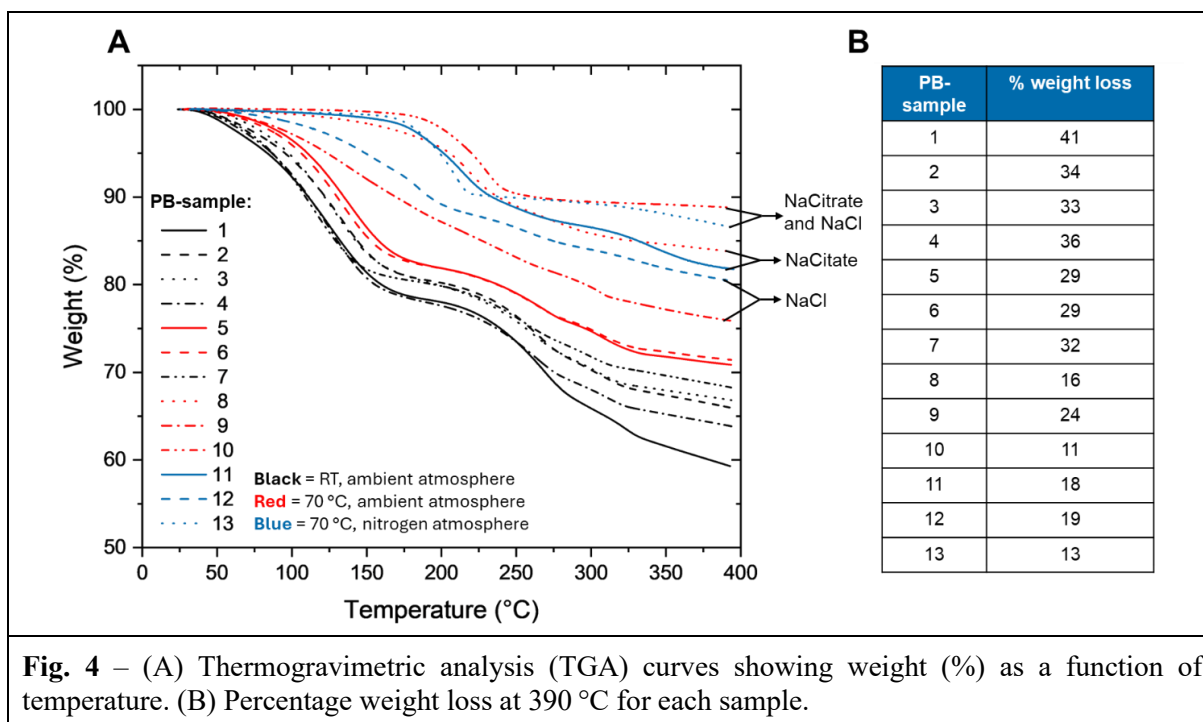 A
B
100
90
80
70
60
50
Weight (%)
0 50 100 150 200 250 300 350 400
Temperature (°C)
PB-sample:
1
2
3
4
5
6
7
8
9
10
11
12
13
Black = RT, ambient atmosphere
Red = 70 °C, ambient atmosphere
Blue = 70 °C, nitrogen atmosphere
NaCitrate
and NaCl
NaCitate
NaCl
PB-
sample % weight loss
1 41
2 34
3 33
4 36
5 29
6 29
7 32
8 16
9 24
10 11
11 18
12 19
13 13
Fig. 4 – (A) Thermogravimetric analysis (TGA) curves showing weight (%) as a function of
temperature. (B) Percentage weight loss at 390 °C for each sample.